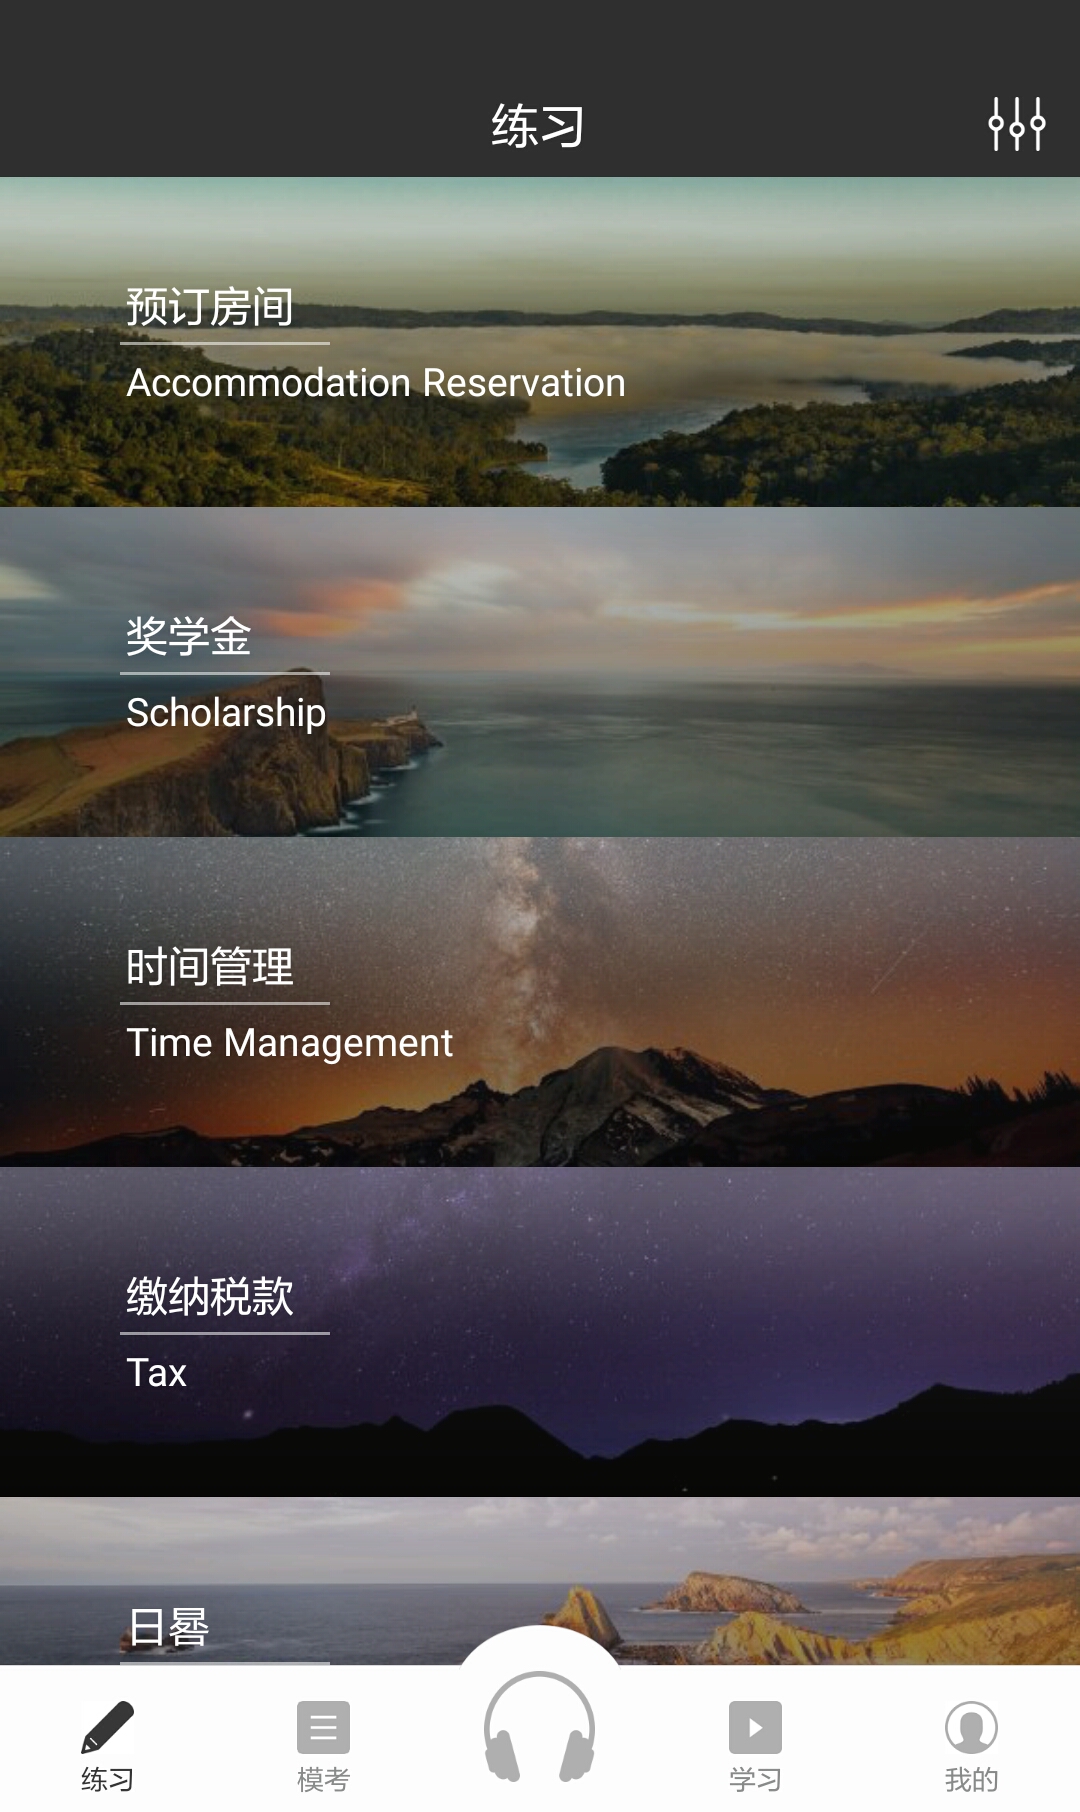 练习
预订房间
Accommodation Reservation
奖学金
Scholarship
时间管理
Time Management
缴纳税款
Tax
日晷
练习
模考
学习
我的